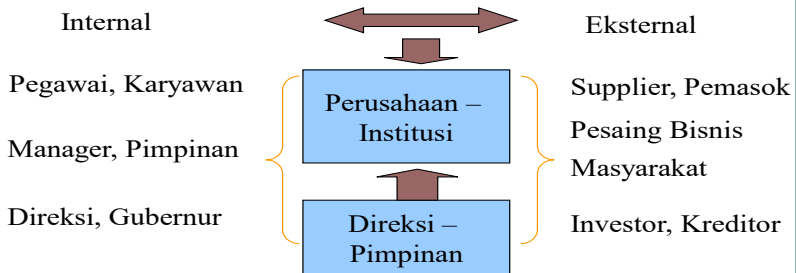 Internal
Eksternal
Pegawai, Karyawan
Manager, Pimpinan
Direksi, Gubernur
Perusahaan –
Institusi
Direksi –
Pimpinan
Supplier, Pemasok
Pesaing Bisnis
Masyarakat
Investor, Kreditor